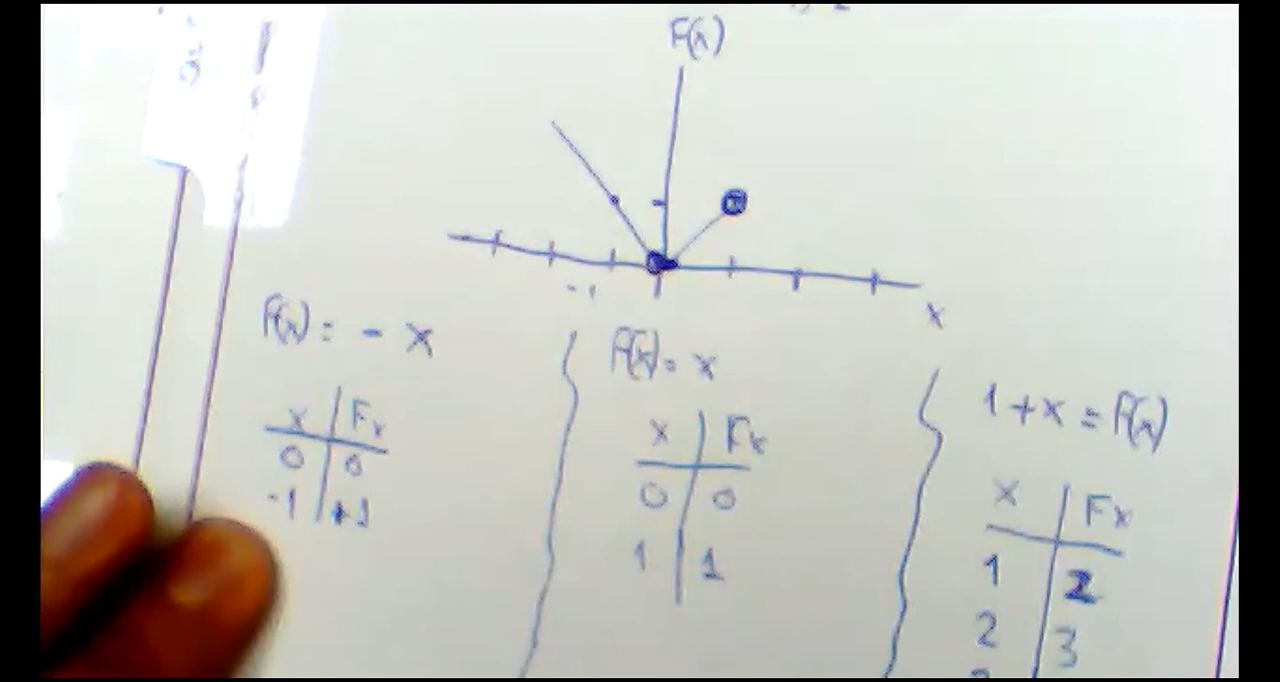 F(x)
-1
x
F(x) = - x
x Fx
0 0
-1 +1
F(x) = x
x Fx
0 0
1 1
1 + x = F(x)
x Fx
1 2
2 3